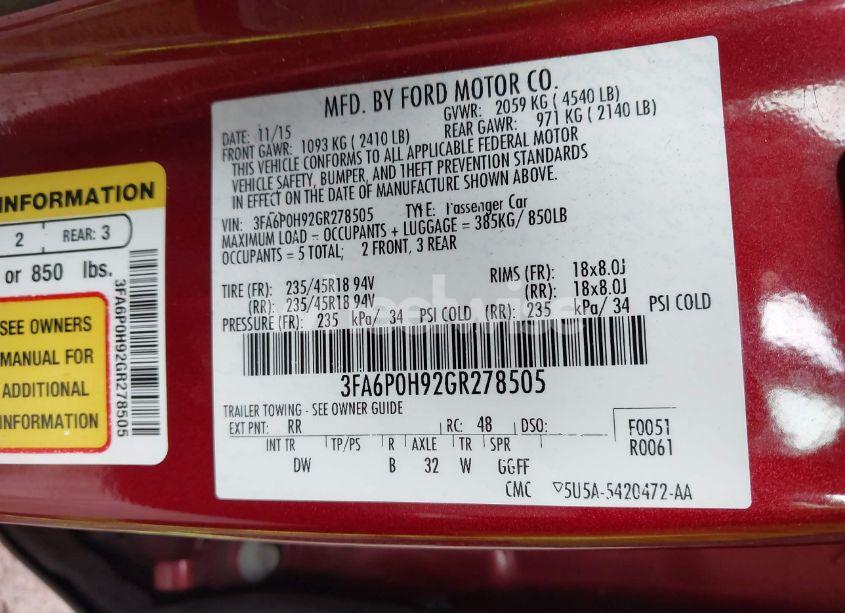 MFD. BY FORD MOTOR CO.
DATE: 11/15 GVWR: 2059 KG ( 4540 LB)
FRONT GAWR: 1093 KG ( 2410 LB) REAR GAWR: 971 KG ( 2140 LB)
THIS VEHICLE CONFORMS TO ALL APPLICABLE FEDERAL MOTOR
VEHICLE SAFETY, BUMPER, AND THEFT PREVENTION STANDARDS
IN EFFECT ON THE DATE OF MANUFACTURE SHOWN ABOVE.
VIN: 3FA6P0H92GR278505 TYPE: Passenger Car
MAXIMUM LOAD = OCCUPANTS + LUGGAGE = 385KG/ 850LB
OCCUPANTS = 5 TOTAL; 2 FRONT, 3 REAR
TIRE (FR): 235/45R18 94V RIMS (FR): 18x8.0J
(RR): 235/45R18 94V (RR): 18x8.0J
PRESSURE (FR): 235 kPa/ 34 PSI COLD (RR): 235 kPa/ 34 PSI COLD
3FA6P0H92GR278505
TRAILER TOWING - SEE OWNER GUIDE
EXT PNT: RR RC: 48 DSO: F0051
INT TR TP/PS R AXLE TR SPR R0061
DW B 32 W GGFF
CMC ▽5U5A-5420472-AA
INFORMATION
2 REAR: 3
or 850 lbs.
SEE OWNERS
MANUAL FOR
ADDITIONAL
INFORMATION
3FA6P0H92GR278505